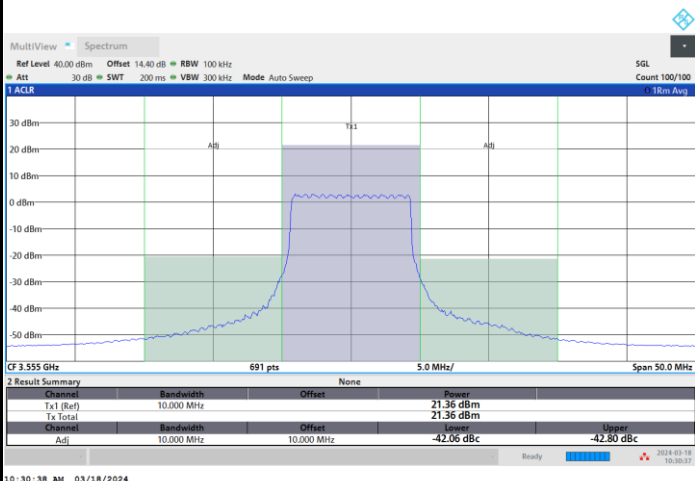 MultiView Spectrum
Ref Level 40.00 dBm Offset 14.40 dB RBW 100 kHz SGL
Att 30 dB SWT 200 ms VBW 300 kHz Mode Auto Sweep Count 100/100
1 ACLR 1Rm Avg
30 dBm
Tx1
20 dBm Adj Adj
10 dBm
0 dBm
-10 dBm
-20 dBm
-30 dBm
-40 dBm
-50 dBm
CF 3.555 GHz 691 pts 5.0 MHz/ Span 50.0 MHz
2 Result Summary None
Channel Bandwidth Offset Power
Tx1 (Ref) 10.000 MHz 21.36 dBm
Tx Total 21.36 dBm
Channel Bandwidth Offset Lower Upper
Adj 10.000 MHz 10.000 MHz -42.06 dBc -42.80 dBc
Ready 2024-03-18
10:30:37
10:30:38 AM 03/18/2024